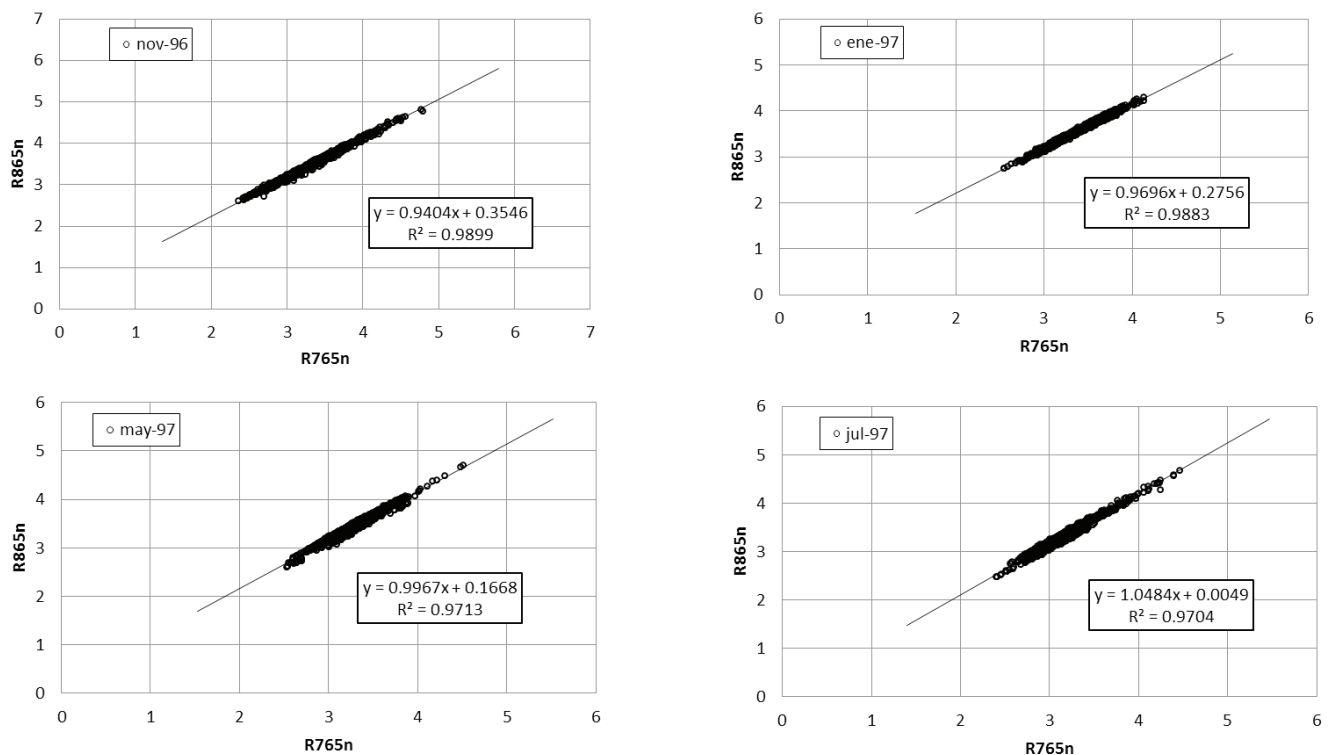 7
nov-96
6
5
4
3
2
1
0
R865n
y = 0.9404x + 0.3546
R² = 0.9899
0 1 2 3 4 5 6 7
R765n
6
ene-97
5
4
3
2
1
0
R865n
y = 0.9696x + 0.2756
R² = 0.9883
0 1 2 3 4 5 6
R765n
6
may-97
5
4
3
2
1
0
R865n
y = 0.9967x + 0.1668
R² = 0.9713
0 1 2 3 4 5 6
R765n
6
jul-97
5
4
3
2
1
0
R865n
y = 1.0484x + 0.0049
R² = 0.9704
0 1 2 3 4 5 6
R765n